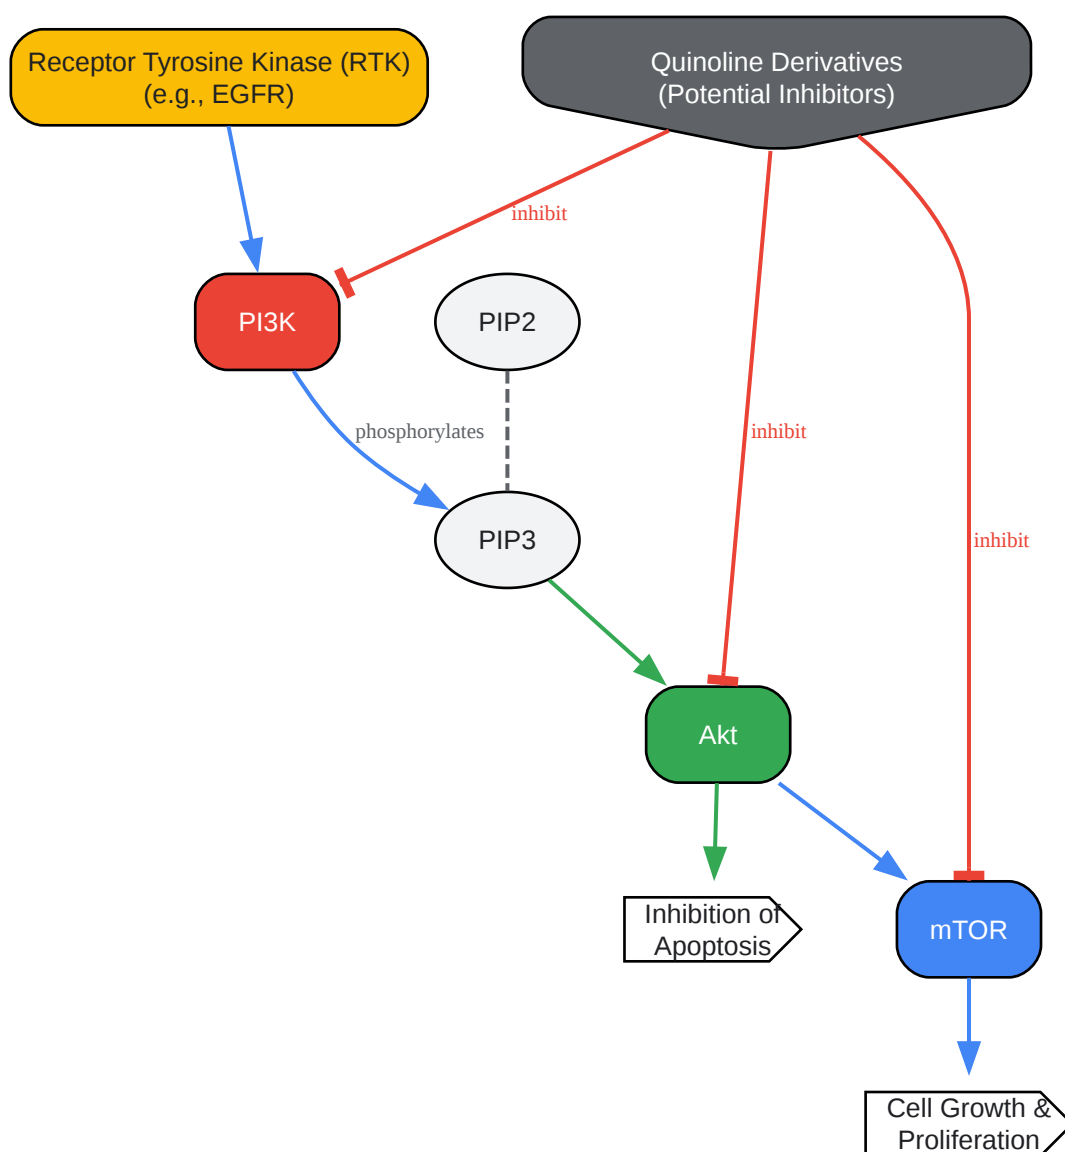 Receptor Tyrosine Kinase (RTK)
(e.g., EGFR)
Quinoline Derivatives
(Potential Inhibitors)
inhibit
PI3K
PIP2
phosphorylates
inhibit
PIP3
inhibit
Akt
Inhibition of
Apoptosis
mTOR
Cell Growth &
Proliferation